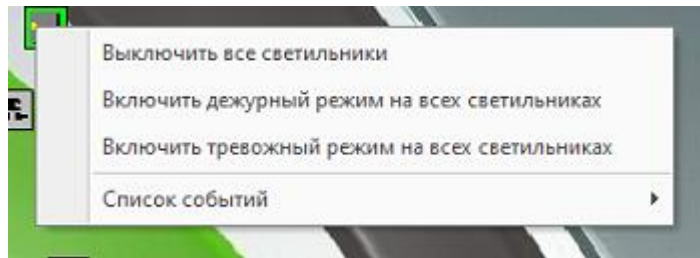 Выключить все светильники
Включить дежурный режим на всех светильниках
Включить тревожный режим на всех светильниках
Список событий